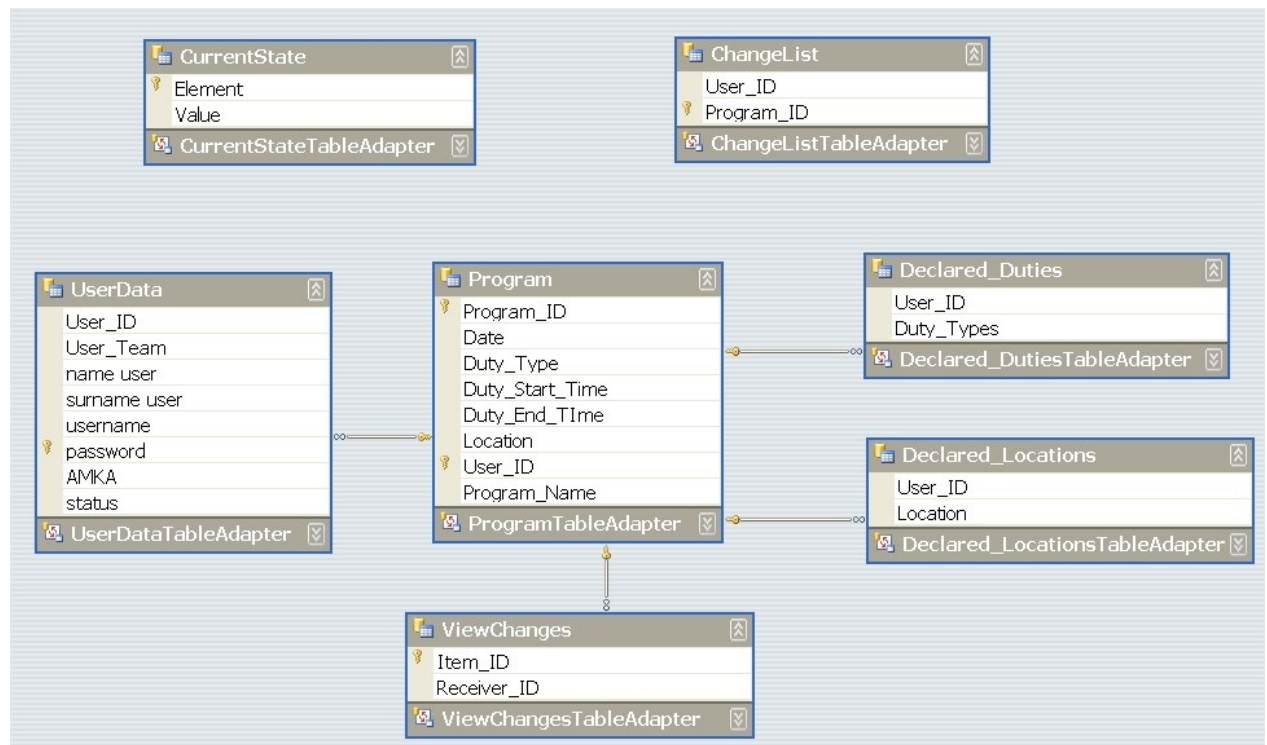 CurrentState
Element
Value
CurrentStateTableAdapter
ChangeList
User_ID
Program_ID
ChangeListTableAdapter
UserData
User_ID
User_Team
name user
surname user
username
password
AMKA
status
UserDataTableAdapter
Program
Program_ID
Date
Duty_Type
Duty_Start_Time
Duty_End_TIme
Location
User_ID
Program_Name
ProgramTableAdapter
Declared_Duties
User_ID
Duty_Types
Declared_DutiesTableAdapter
Declared_Locations
User_ID
Location
Declared_LocationsTableAdapter
ViewChanges
Item_ID
Receiver_ID
ViewChangesTableAdapter